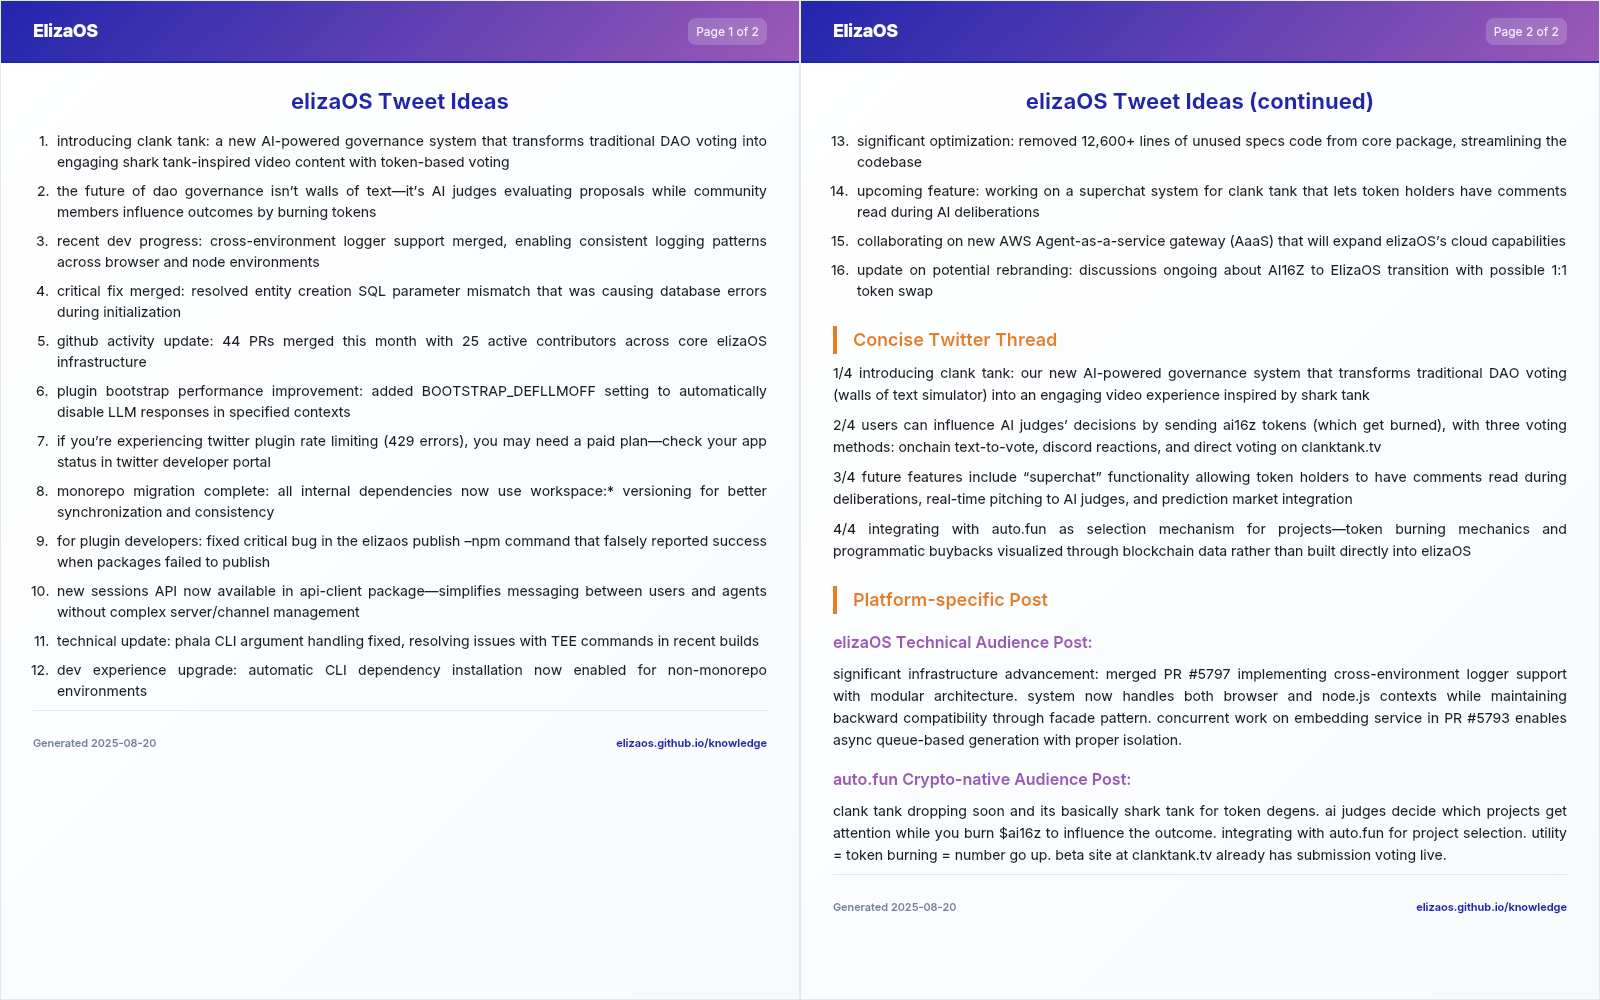 ElizaOS
Page 1 of 2
elizaOS Tweet Ideas
1. introducing clank tank: a new AI-powered governance system that transforms traditional DAO voting into
engaging shark tank-inspired video content with token-based voting
2. the future of dao governance isn’t walls of text—it’s AI judges evaluating proposals while community
members influence outcomes by burning tokens
3. recent dev progress: cross-environment logger support merged, enabling consistent logging patterns
across browser and node environments
4. critical fix merged: resolved entity creation SQL parameter mismatch that was causing database errors
during initialization
5. github activity update: 44 PRs merged this month with 25 active contributors across core elizaOS
infrastructure
6. plugin bootstrap performance improvement: added BOOTSTRAP_DEFLLMOFF setting to automatically
disable LLM responses in specified contexts
7. if you’re experiencing twitter plugin rate limiting (429 errors), you may need a paid plan—check your app
status in twitter developer portal
8. monorepo migration complete: all internal dependencies now use workspace:* versioning for better
synchronization and consistency
9. for plugin developers: fixed critical bug in the elizaos publish –npm command that falsely reported success
when packages failed to publish
10. new sessions API now available in api-client package—simplifies messaging between users and agents
without complex server/channel management
11. technical update: phala CLI argument handling fixed, resolving issues with TEE commands in recent builds
12. dev experience upgrade: automatic CLI dependency installation now enabled for non-monorepo
environments
Generated 2025-08-20
elizaos.github.io/knowledge
ElizaOS
Page 2 of 2
elizaOS Tweet Ideas (continued)
13. significant optimization: removed 12,600+ lines of unused specs code from core package, streamlining the
codebase
14. upcoming feature: working on a superchat system for clank tank that lets token holders have comments
read during AI deliberations
15. collaborating on new AWS Agent-as-a-service gateway (AaaS) that will expand elizaOS’s cloud capabilities
16. update on potential rebranding: discussions ongoing about AI16Z to ElizaOS transition with possible 1:1
token swap
Concise Twitter Thread
1/4 introducing clank tank: our new AI-powered governance system that transforms traditional DAO voting
(walls of text simulator) into an engaging video experience inspired by shark tank
2/4 users can influence AI judges’ decisions by sending ai16z tokens (which get burned), with three voting
methods: onchain text-to-vote, discord reactions, and direct voting on clanktank.tv
3/4 future features include “superchat” functionality allowing token holders to have comments read during
deliberations, real-time pitching to AI judges, and prediction market integration
4/4 integrating with auto.fun as selection mechanism for projects—token burning mechanics and
programmatic buybacks visualized through blockchain data rather than built directly into elizaOS
Platform-specific Post
elizaOS Technical Audience Post:
significant infrastructure advancement: merged PR #5797 implementing cross-environment logger support
with modular architecture. system now handles both browser and node.js contexts while maintaining
backward compatibility through facade pattern. concurrent work on embedding service in PR #5793 enables
async queue-based generation with proper isolation.
auto.fun Crypto-native Audience Post:
clank tank dropping soon and its basically shark tank for token degens. ai judges decide which projects get
attention while you burn $ai16z to influence the outcome. integrating with auto.fun for project selection. utility
= token burning = number go up. beta site at clanktank.tv already has submission voting live.
Generated 2025-08-20
elizaos.github.io/knowledge